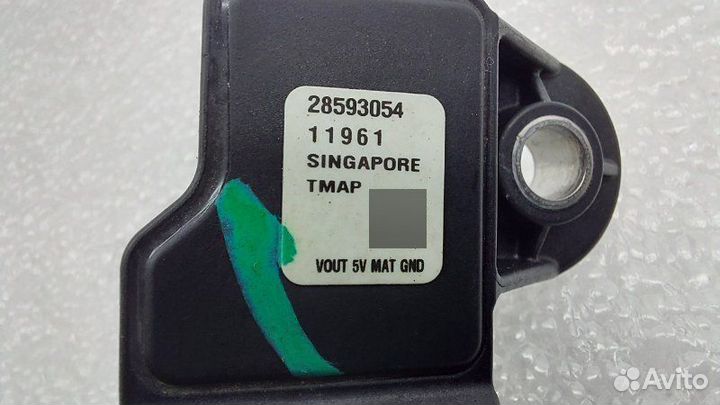 28593054
11961
SINGAPORE
TMAP
VOUT 5V MAT GND
Avito